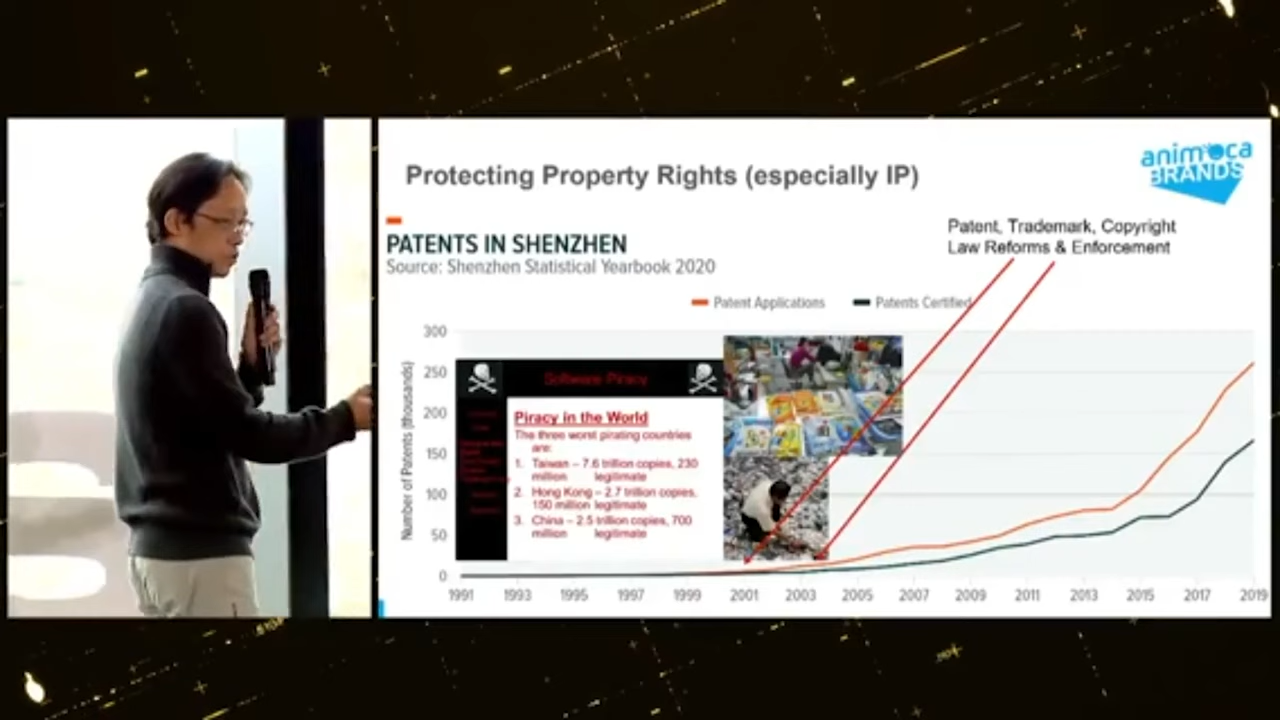 Protecting Property Rights (especially IP)
animoca
BRANDS
PATENTS IN SHENZHEN
Source: Shenzhen Statistical Yearbook 2020
Patent, Trademark, Copyright
Law Reforms & Enforcement
Patent Applications
Patents Certified
Number of Patents (thousands)
300
250
200
150
100
50
0
Software Piracy
Piracy in the World
The three worst pirating countries
are:
1. Taiwan – 7.6 trillion copies, 230
million legitimate
2. Hong Kong – 2.7 trillion copies,
150 million legitimate
3. China – 2.5 trillion copies, 700
million legitimate
1991 1993 1995 1997 1999 2001 2003 2005 2007 2009 2011 2013 2015 2017 2019